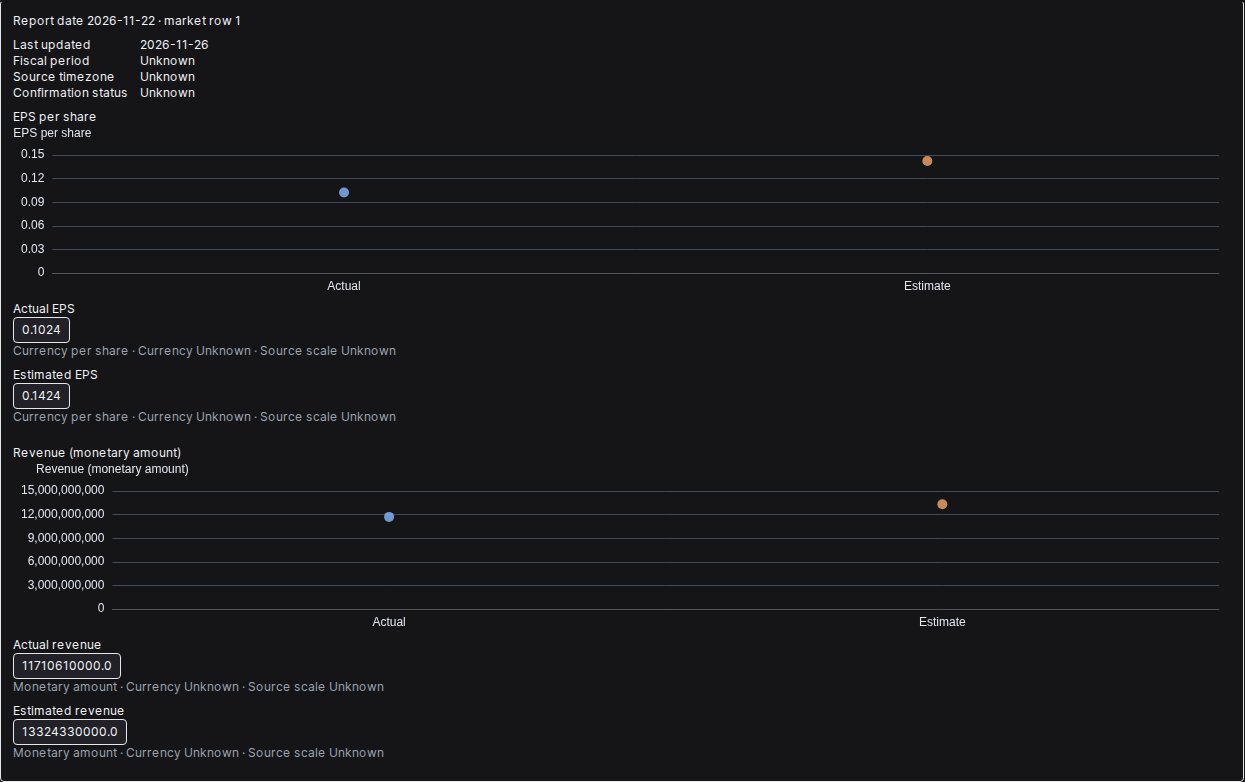 Report date 2026-11-22 · market row 1
Last updated 2026-11-26
Fiscal period Unknown
Source timezone Unknown
Confirmation status Unknown
EPS per share
EPS per share
0.15
0.12
0.09
0.06
0.03
0
Actual Estimate
Actual EPS
0.1024
Currency per share · Currency Unknown · Source scale Unknown
Estimated EPS
0.1424
Currency per share · Currency Unknown · Source scale Unknown
Revenue (monetary amount)
Revenue (monetary amount)
15,000,000,000
12,000,000,000
9,000,000,000
6,000,000,000
3,000,000,000
0
Actual Estimate
Actual revenue
11710610000.0
Monetary amount · Currency Unknown · Source scale Unknown
Estimated revenue
13324330000.0
Monetary amount · Currency Unknown · Source scale Unknown